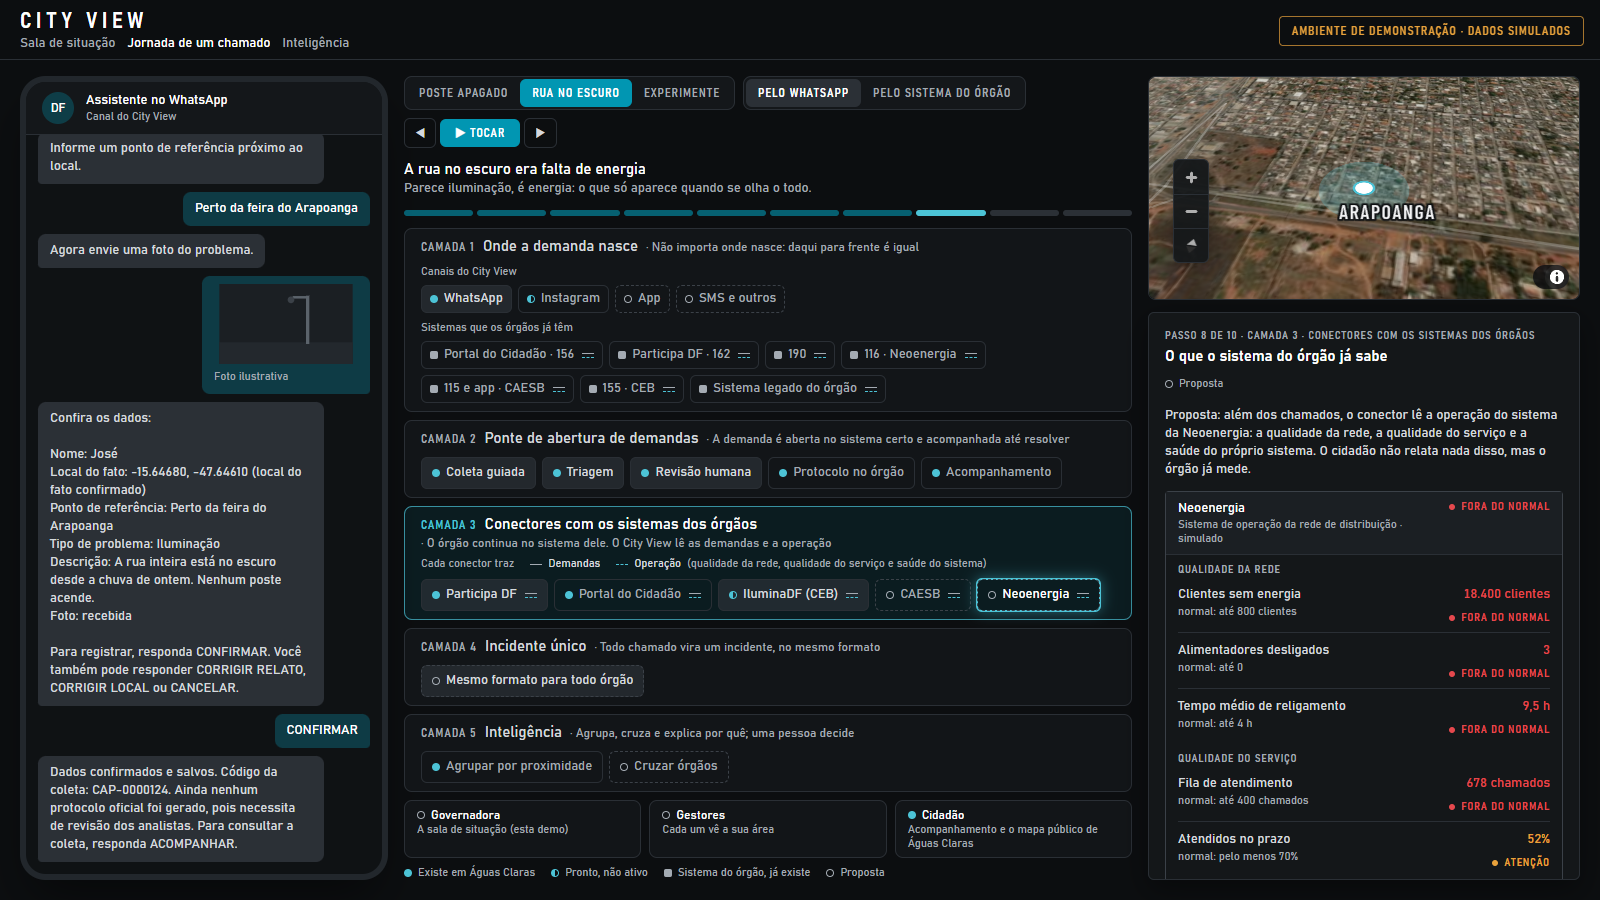 CITY VIEW
Sala de situação Jornada de um chamado Inteligência
AMBIENTE DE DEMONSTRAÇÃO · DADOS SIMULADOS
DF
Assistente no WhatsApp
Canal do City View
Informe um ponto de referência próximo ao
local.
Perto da feira do Arapoanga
Agora envie uma foto do problema.
Foto ilustrativa
Confira os dados:
Nome: José
Local do fato: -15.64680, -47.64610 (local do
fato confirmado)
Ponto de referência: Perto da feira do
Arapoanga
Tipo de problema: Iluminação
Descrição: A rua inteira está no escuro
desde a chuva de ontem. Nenhum poste
acende.
Foto: recebida
Para registrar, responda CONFIRMAR. Você
também pode responder CORRIGIR RELATO,
CORRIGIR LOCAL ou CANCELAR.
CONFIRMAR
Dados confirmados e salvos. Código da
coleta: CAP-0000124. Ainda nenhum
protocolo oficial foi gerado, pois necessita
de revisão dos analistas. Para consultar a
coleta, responda ACOMPANHAR.
POSTE APAGADO RUA NO ESCURO EXPERIMENTE PELO WHATSAPP PELO SISTEMA DO ÓRGÃO
TOCAR
A rua no escuro era falta de energia
Parece iluminação, é energia: o que só aparece quando se olha o todo.
CAMADA 1 Onde a demanda nasce · Não importa onde nasce: daqui para frente é igual
Canais do City View
WhatsApp Instagram App SMS e outros
Sistemas que os órgãos já têm
Portal do Cidadão · 156 Participa DF · 162 190 116 · Neoenergia
115 e app · CAESB 155 · CEB Sistema legado do órgão
CAMADA 2 Ponte de abertura de demandas · A demanda é aberta no sistema certo e acompanhada até resolver
Coleta guiada Triagem Revisão humana Protocolo no órgão Acompanhamento
CAMADA 3 Conectores com os sistemas dos órgãos
· O órgão continua no sistema dele. O City View lê as demandas e a operação
Cada conector traz Demandas Operação (qualidade da rede, qualidade do serviço e saúde do sistema)
Participa DF Portal do Cidadão IluminaDF (CEB) CAESB Neoenergia
CAMADA 4 Incidente único · Todo chamado vira um incidente, no mesmo formato
Mesmo formato para todo órgão
CAMADA 5 Inteligência · Agrupa, cruza e explica por quê; uma pessoa decide
Agrupar por proximidade Cruzar órgãos
Governadora
A sala de situação (esta demo)
Gestores
Cada um vê a sua área
Cidadão
Acompanhamento e o mapa público de
Águas Claras
Existe em Águas Claras Pronto, não ativo Sistema do órgão, já existe Proposta
ARAPOANGA
PASSO 8 DE 10 · CAMADA 3 · CONECTORES COM OS SISTEMAS DOS ÓRGÃOS
O que o sistema do órgão já sabe
Proposta
Proposta: além dos chamados, o conector lê a operação do sistema
da Neoenergia: a qualidade da rede, a qualidade do serviço e a
saúde do próprio sistema. O cidadão não relata nada disso, mas o
órgão já mede.
Neoenergia FORA DO NORMAL
Sistema de operação da rede de distribuição ·
simulado
QUALIDADE DA REDE
Clientes sem energia 18.400 clientes
normal: até 800 clientes FORA DO NORMAL
Alimentadores desligados 3
normal: até 0 FORA DO NORMAL
Tempo médio de religamento 9,5 h
normal: até 4 h FORA DO NORMAL
QUALIDADE DO SERVIÇO
Fila de atendimento 678 chamados
normal: até 400 chamados FORA DO NORMAL
Atendidos no prazo 52%
normal: pelo menos 70% ATENÇÃO